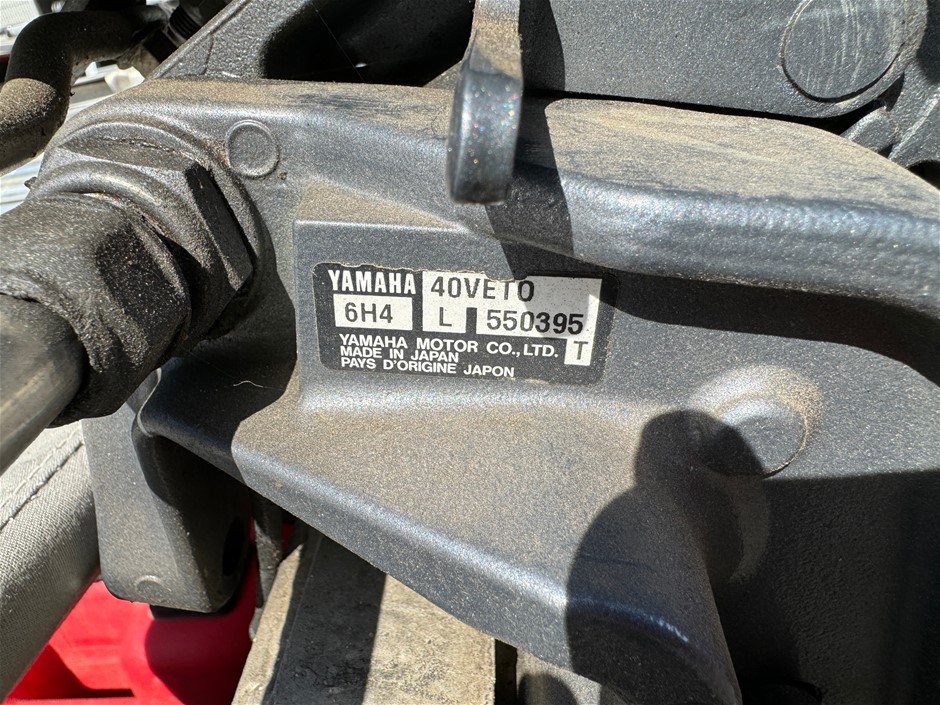 YAMAHA 40VETO
6H4 L 550395
YAMAHA MOTOR CO., LTD. T
MADE IN JAPAN
PAYS D'ORIGINE JAPON